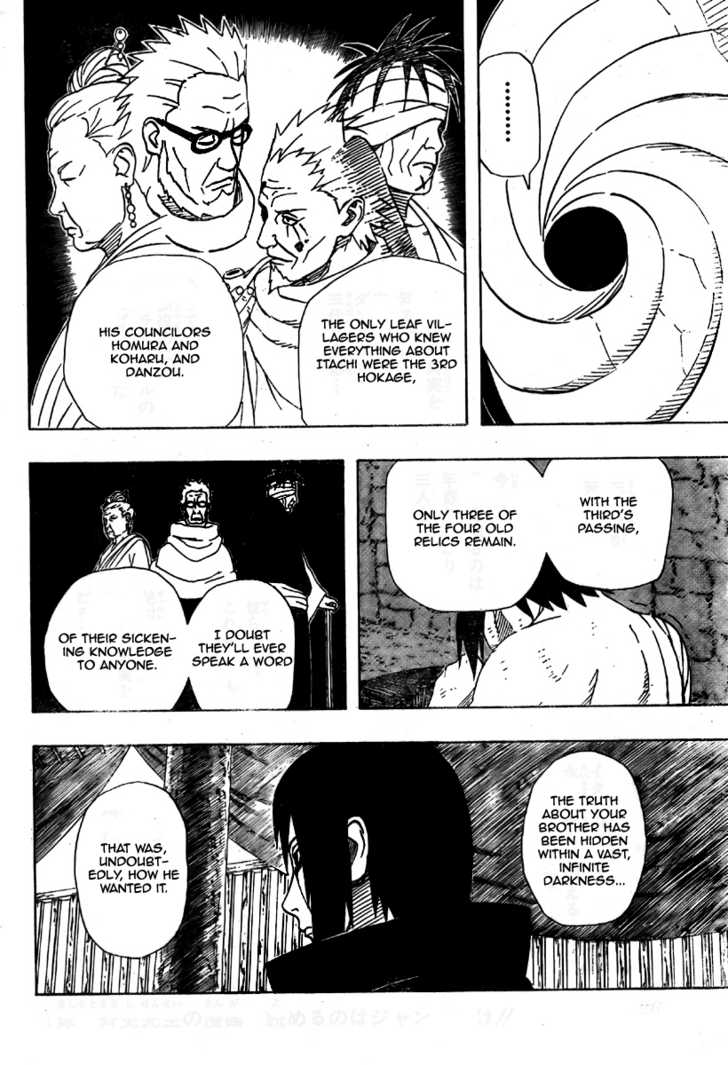 .........
THE ONLY LEAF VIL-
LAGERS WHO KNEW
EVERYTHING ABOUT
ITACHI WERE THE 3RD
HOKAGE,
HIS COUNCILORS
HOMURA AND
KOHARU, AND
DANZOU.
WITH THE
THIRD'S
PASSING,
ONLY THREE OF
THE FOUR OLD
RELICS REMAIN.
I DOUBT
THEY'LL EVER
SPEAK A WORD
OF THEIR SICKEN-
ING KNOWLEDGE
TO ANYONE.
THE TRUTH
ABOUT YOUR
BROTHER HAS
BEEN HIDDEN
WITHIN A VAST,
INFINITE
DARKNESS...
THAT WAS,
UNDOUBT-
EDLY, HOW HE
WANTED IT.